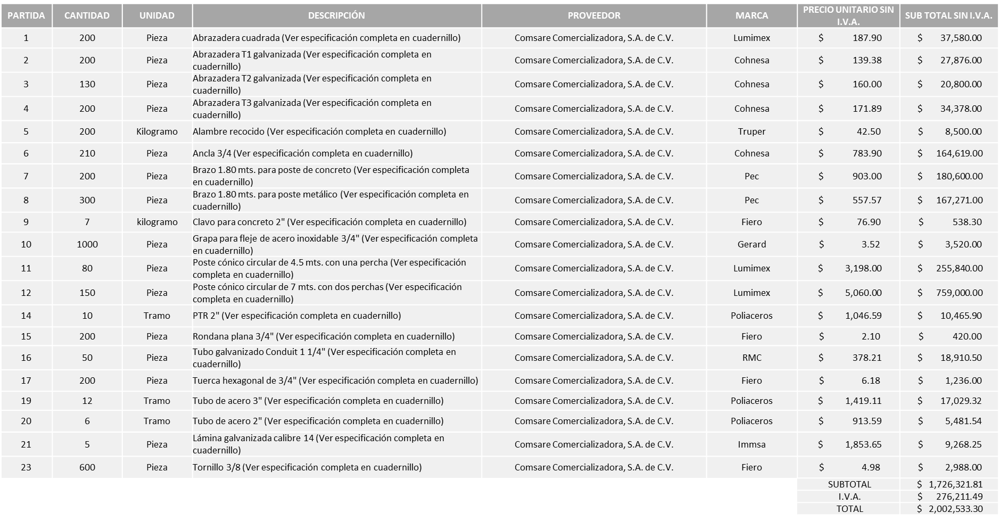 PARTIDA CANTIDAD UNIDAD DESCRIPCIÓN PROVEEDOR MARCA PRECIO UNITARIO SIN I.V.A. SUB TOTAL SIN I.V.A.
1 200 Pieza Abrazadera cuadrada (Ver especificación completa en cuadernillo) Comsare Comercializadora, S.A. de C.V. Lumimex $ 187.90 $ 37,580.00
2 200 Pieza Abrazadera T1 galvanizada (Ver especificación completa en cuadernillo) Comsare Comercializadora, S.A. de C.V. Cohnesa $ 139.38 $ 27,876.00
3 130 Pieza Abrazadera T2 galvanizada (Ver especificación completa en cuadernillo) Comsare Comercializadora, S.A. de C.V. Cohnesa $ 160.00 $ 20,800.00
4 200 Pieza Abrazadera T3 galvanizada (Ver especificación completa en cuadernillo) Comsare Comercializadora, S.A. de C.V. Cohnesa $ 171.89 $ 34,378.00
5 200 Kilogramo Alambre recocido (Ver especificación completa en cuadernillo) Comsare Comercializadora, S.A. de C.V. Truper $ 42.50 $ 8,500.00
6 210 Pieza Ancla 3/4 (Ver especificación completa en cuadernillo) Comsare Comercializadora, S.A. de C.V. Cohnesa $ 783.90 $ 164,619.00
7 200 Pieza Brazo 1.80 mts. para poste de concreto (Ver especificación completa en cuadernillo) Comsare Comercializadora, S.A. de C.V. Pec $ 903.00 $ 180,600.00
8 300 Pieza Brazo 1.80 mts. para poste metálico (Ver especificación completa en cuadernillo) Comsare Comercializadora, S.A. de C.V. Pec $ 557.57 $ 167,271.00
9 7 kilogramo Clavo para concreto 2" (Ver especificación completa en cuadernillo) Comsare Comercializadora, S.A. de C.V. Fiero $ 76.90 $ 538.30
10 1000 Pieza Grapa para fleje de acero inoxidable 3/4" (Ver especificación completa en cuadernillo) Comsare Comercializadora, S.A. de C.V. Gerard $ 3.52 $ 3,520.00
11 80 Pieza Poste cónico circular de 4.5 mts. con una percha (Ver especificación completa en cuadernillo) Comsare Comercializadora, S.A. de C.V. Lumimex $ 3,198.00 $ 255,840.00
12 150 Pieza Poste cónico circular de 7 mts. con dos perchas (Ver especificación completa en cuadernillo) Comsare Comercializadora, S.A. de C.V. Lumimex $ 5,060.00 $ 759,000.00
14 10 Tramo PTR 2" (Ver especificación completa en cuadernillo) Comsare Comercializadora, S.A. de C.V. Poliaceros $ 1,046.59 $ 10,465.90
15 200 Pieza Rondana plana 3/4" (Ver especificación completa en cuadernillo) Comsare Comercializadora, S.A. de C.V. Fiero $ 2.10 $ 420.00
16 50 Pieza Tubo galvanizado Conduit 1 1/4" (Ver especificación completa en cuadernillo) Comsare Comercializadora, S.A. de C.V. RMC $ 378.21 $ 18,910.50
17 200 Pieza Tuerca hexagonal de 3/4" (Ver especificación completa en cuadernillo) Comsare Comercializadora, S.A. de C.V. Fiero $ 6.18 $ 1,236.00
19 12 Tramo Tubo de acero 3" (Ver especificación completa en cuadernillo) Comsare Comercializadora, S.A. de C.V. Poliaceros $ 1,419.11 $ 17,029.32
20 6 Tramo Tubo de acero 2" (Ver especificación completa en cuadernillo) Comsare Comercializadora, S.A. de C.V. Poliaceros $ 913.59 $ 5,481.54
21 5 Pieza Lámina galvanizada calibre 14 (Ver especificación completa en cuadernillo) Comsare Comercializadora, S.A. de C.V. Immsa $ 1,853.65 $ 9,268.25
23 600 Pieza Tornillo 3/8 (Ver especificación completa en cuadernillo) Comsare Comercializadora, S.A. de C.V. Fiero $ 4.98 $ 2,988.00
SUBTOTAL $ 1,726,321.81
I.V.A. $ 276,211.49
TOTAL $ 2,002,533.30